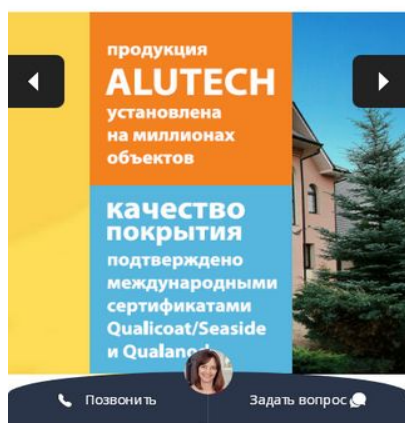 продукция
ALUTECH
установлена
на миллионах
объектов
качество
покрытия
подтверждено
международными
сертификатами
Qualicoat/Seaside
и
Позвонить
Задать вопрос